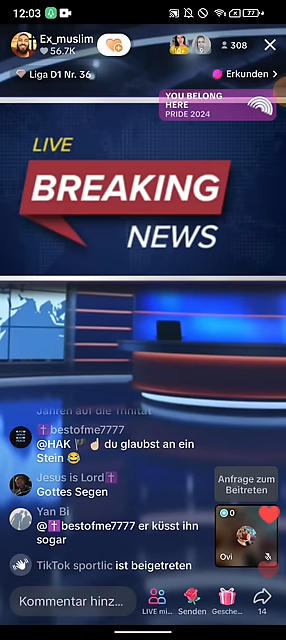 12:03
77
Ex_muslim
56.7K
308
Liga D1 Nr. 36
Erkunden >
YOU BELONG
HERE
PRIDE 2024
LIVE
BREAKING
NEWS
Jahren auf die Trinität
bestofme7777
@HAK 🏴☝🏻 du glaubst an ein
Stein 😂
Jesus is Lord✝️
Gottes Segen
Anfrage zum
Beitreten
Yan Bi
@✝️bestofme7777 er küsst ihn
sogar
0
Ovi
TikTok sportlic ist beigetreten
Kommentar hinz...
LIVE mi...
Senden
Gesche...
14